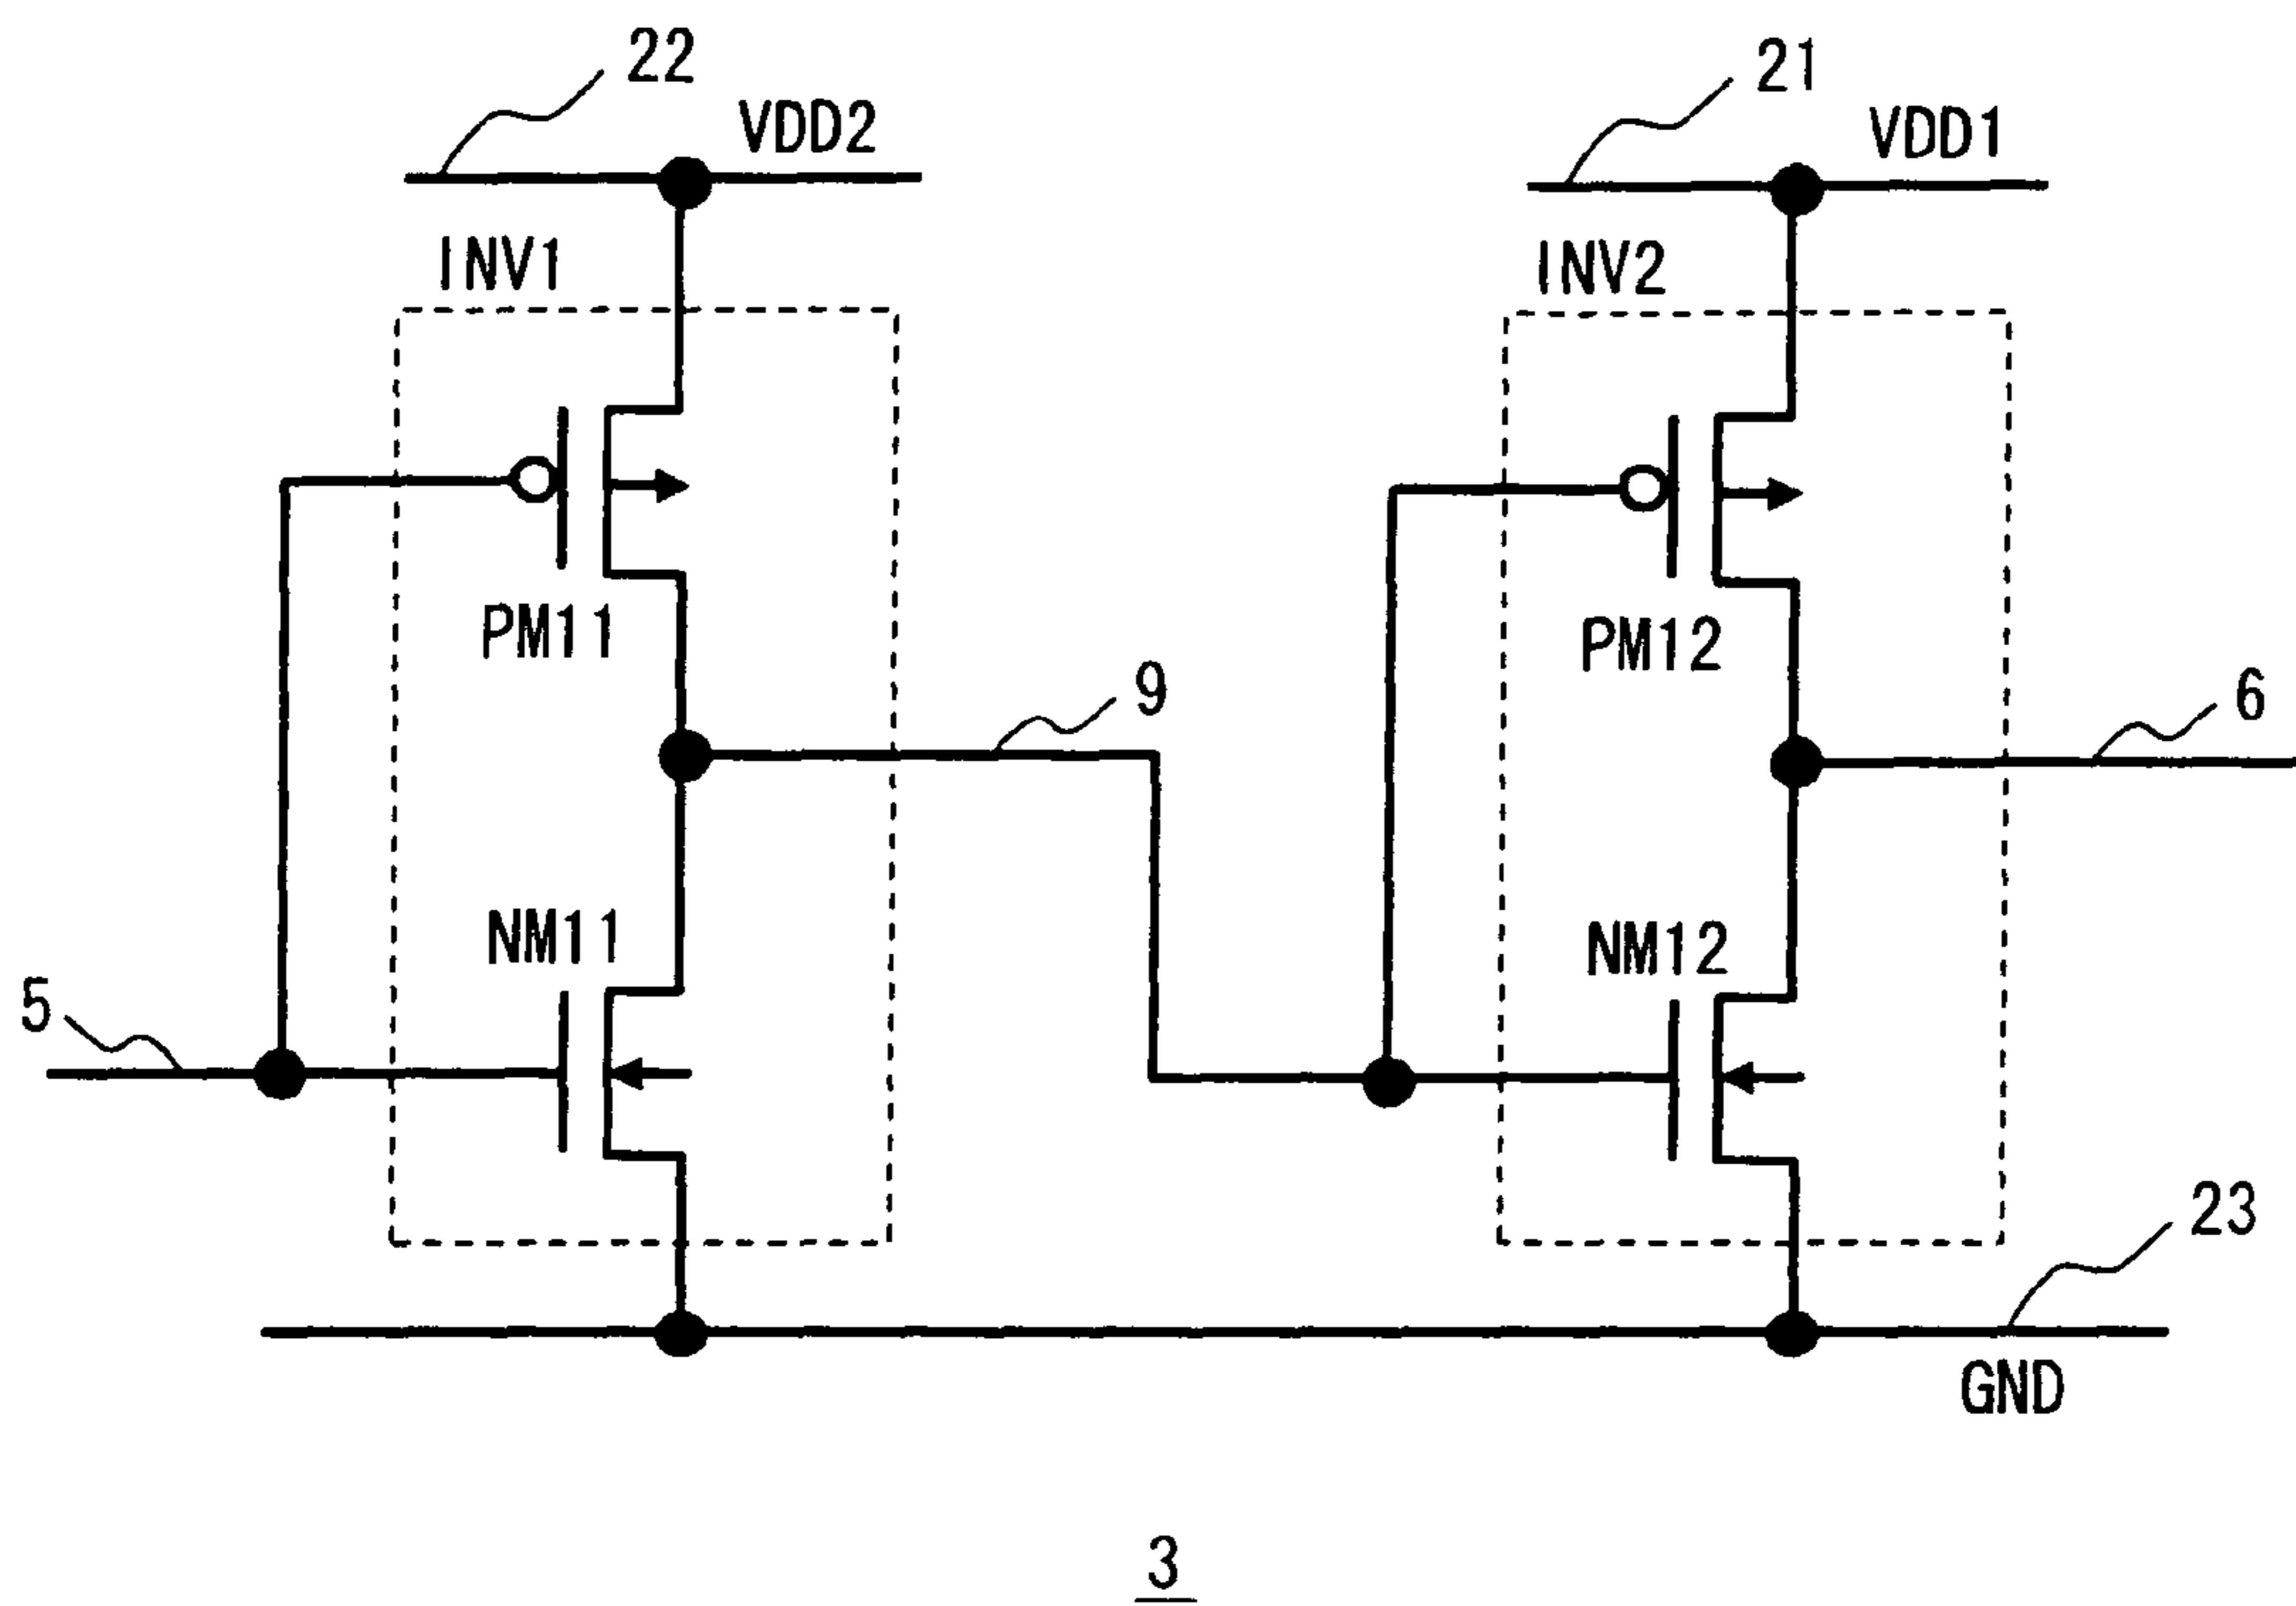 22
VDD2
21
VDD1
INV1
INV2
PM11
PM12
9
6
NM11
NM12
5
23
GND
3